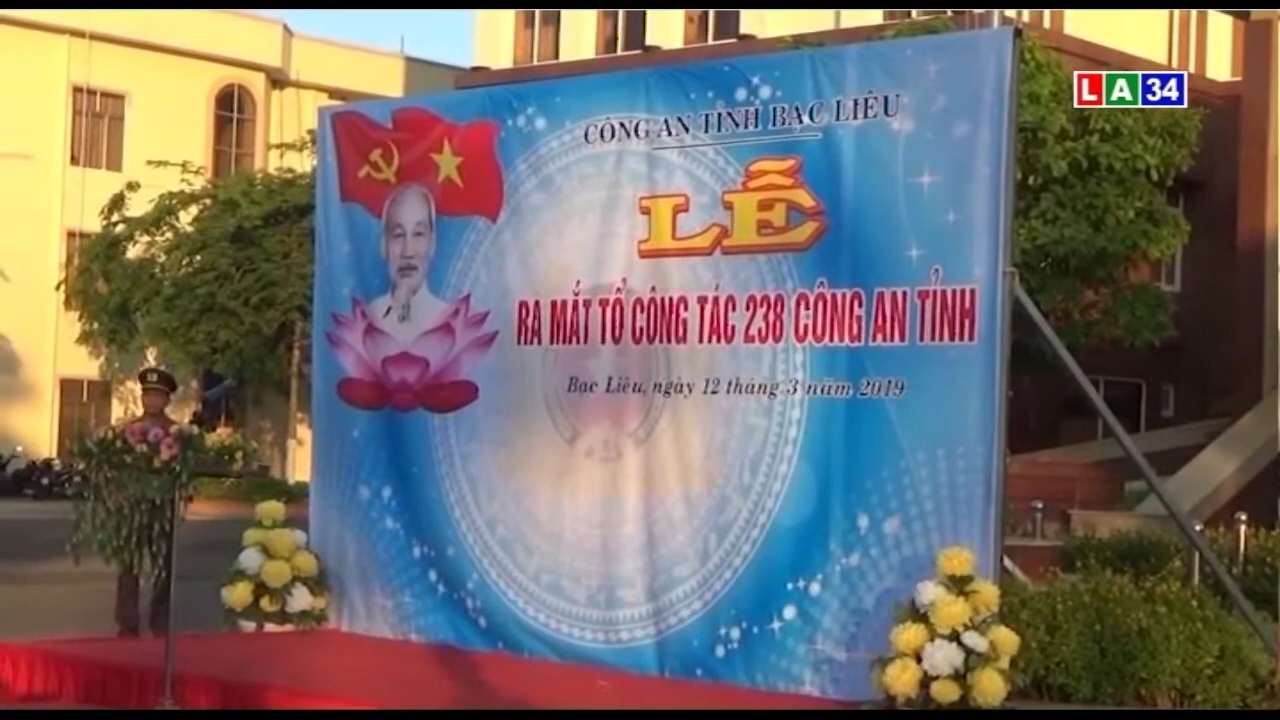 LA34
CÔNG AN TỈNH BẠC LIÊU
LỄ
RA MẮT TỔ CÔNG TÁC 238 CÔNG AN TỈNH
Bạc Liêu, ngày 12 tháng 3 năm 2019